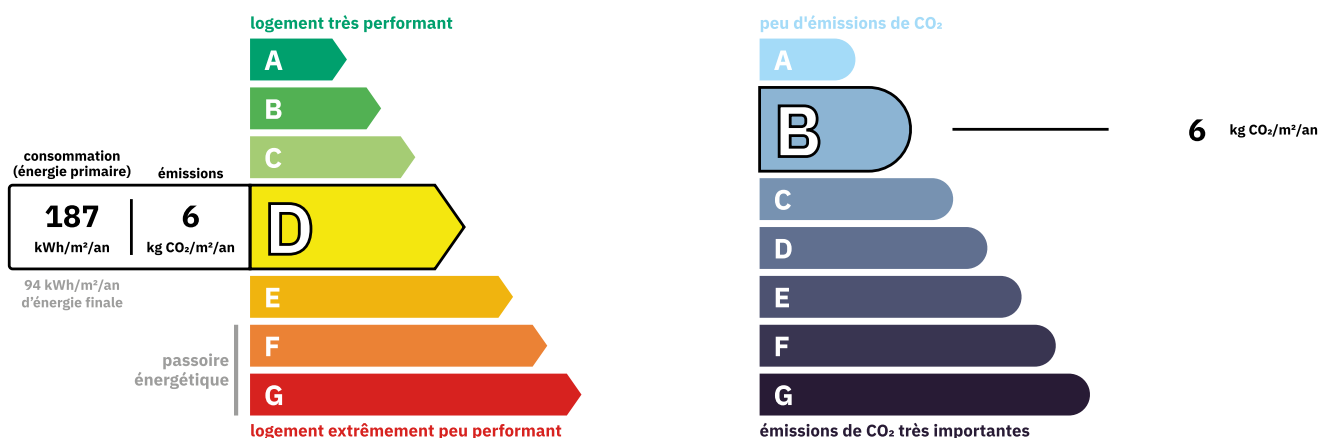 logement très performant
A
B
C
consommation
(énergie primaire)
émissions
187
kWh/m²/an
6
kg CO₂/m²/an
D
94 kWh/m²/an
d'énergie finale
E
passoire
énergétique
F
G
logement extrêmement peu performant
peu d'émissions de CO₂
A
B
6 kg CO₂/m²/an
C
D
E
F
G
émissions de CO₂ très importantes